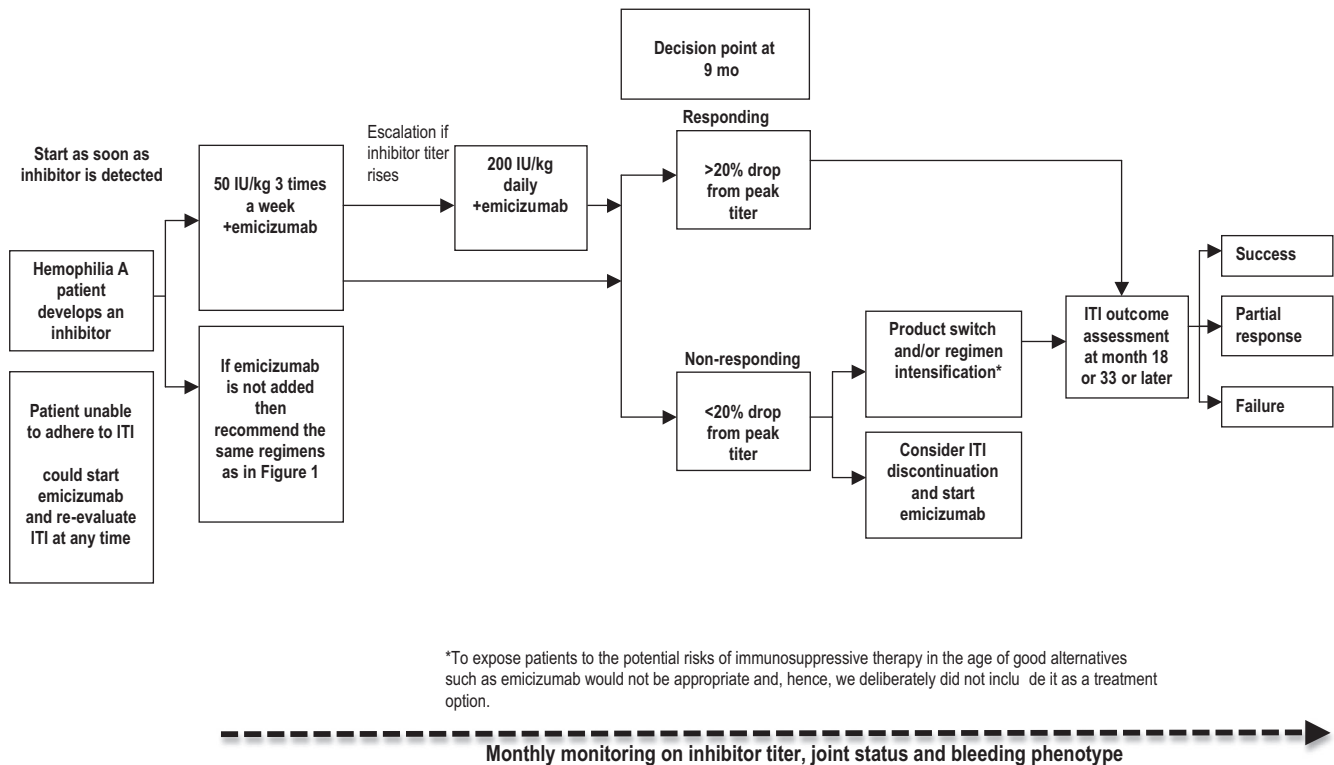 Decision point at
9 mo
Start as soon as
inhibitor is detected
Hemophilia A
patient
develops an
inhibitor
Patient unable
to adhere to ITI
could start
emicizumab
and re-evaluate
ITI at any time
50 IU/kg 3 times
a week
+emicizumab
If emicizumab
is not added
then
recommend the
same regimens
as in Figure 1
Escalation if
inhibitor titer
rises
200 IU/kg
daily
+emicizumab
Responding
>20% drop
from peak
titer
Non-responding
<20% drop
from peak
titer
Product switch
and/or regimen
intensification*
Consider ITI
discontinuation
and start
emicizumab
ITI outcome
assessment
at month 18
or 33 or later
Success
Partial
response
Failure
*To expose patients to the potential risks of immunosuppressive therapy in the age of good alternatives
such as emicizumab would not be appropriate and, hence, we deliberately did not inclu de it as a treatment
option.
Monthly monitoring on inhibitor titer, joint status and bleeding phenotype